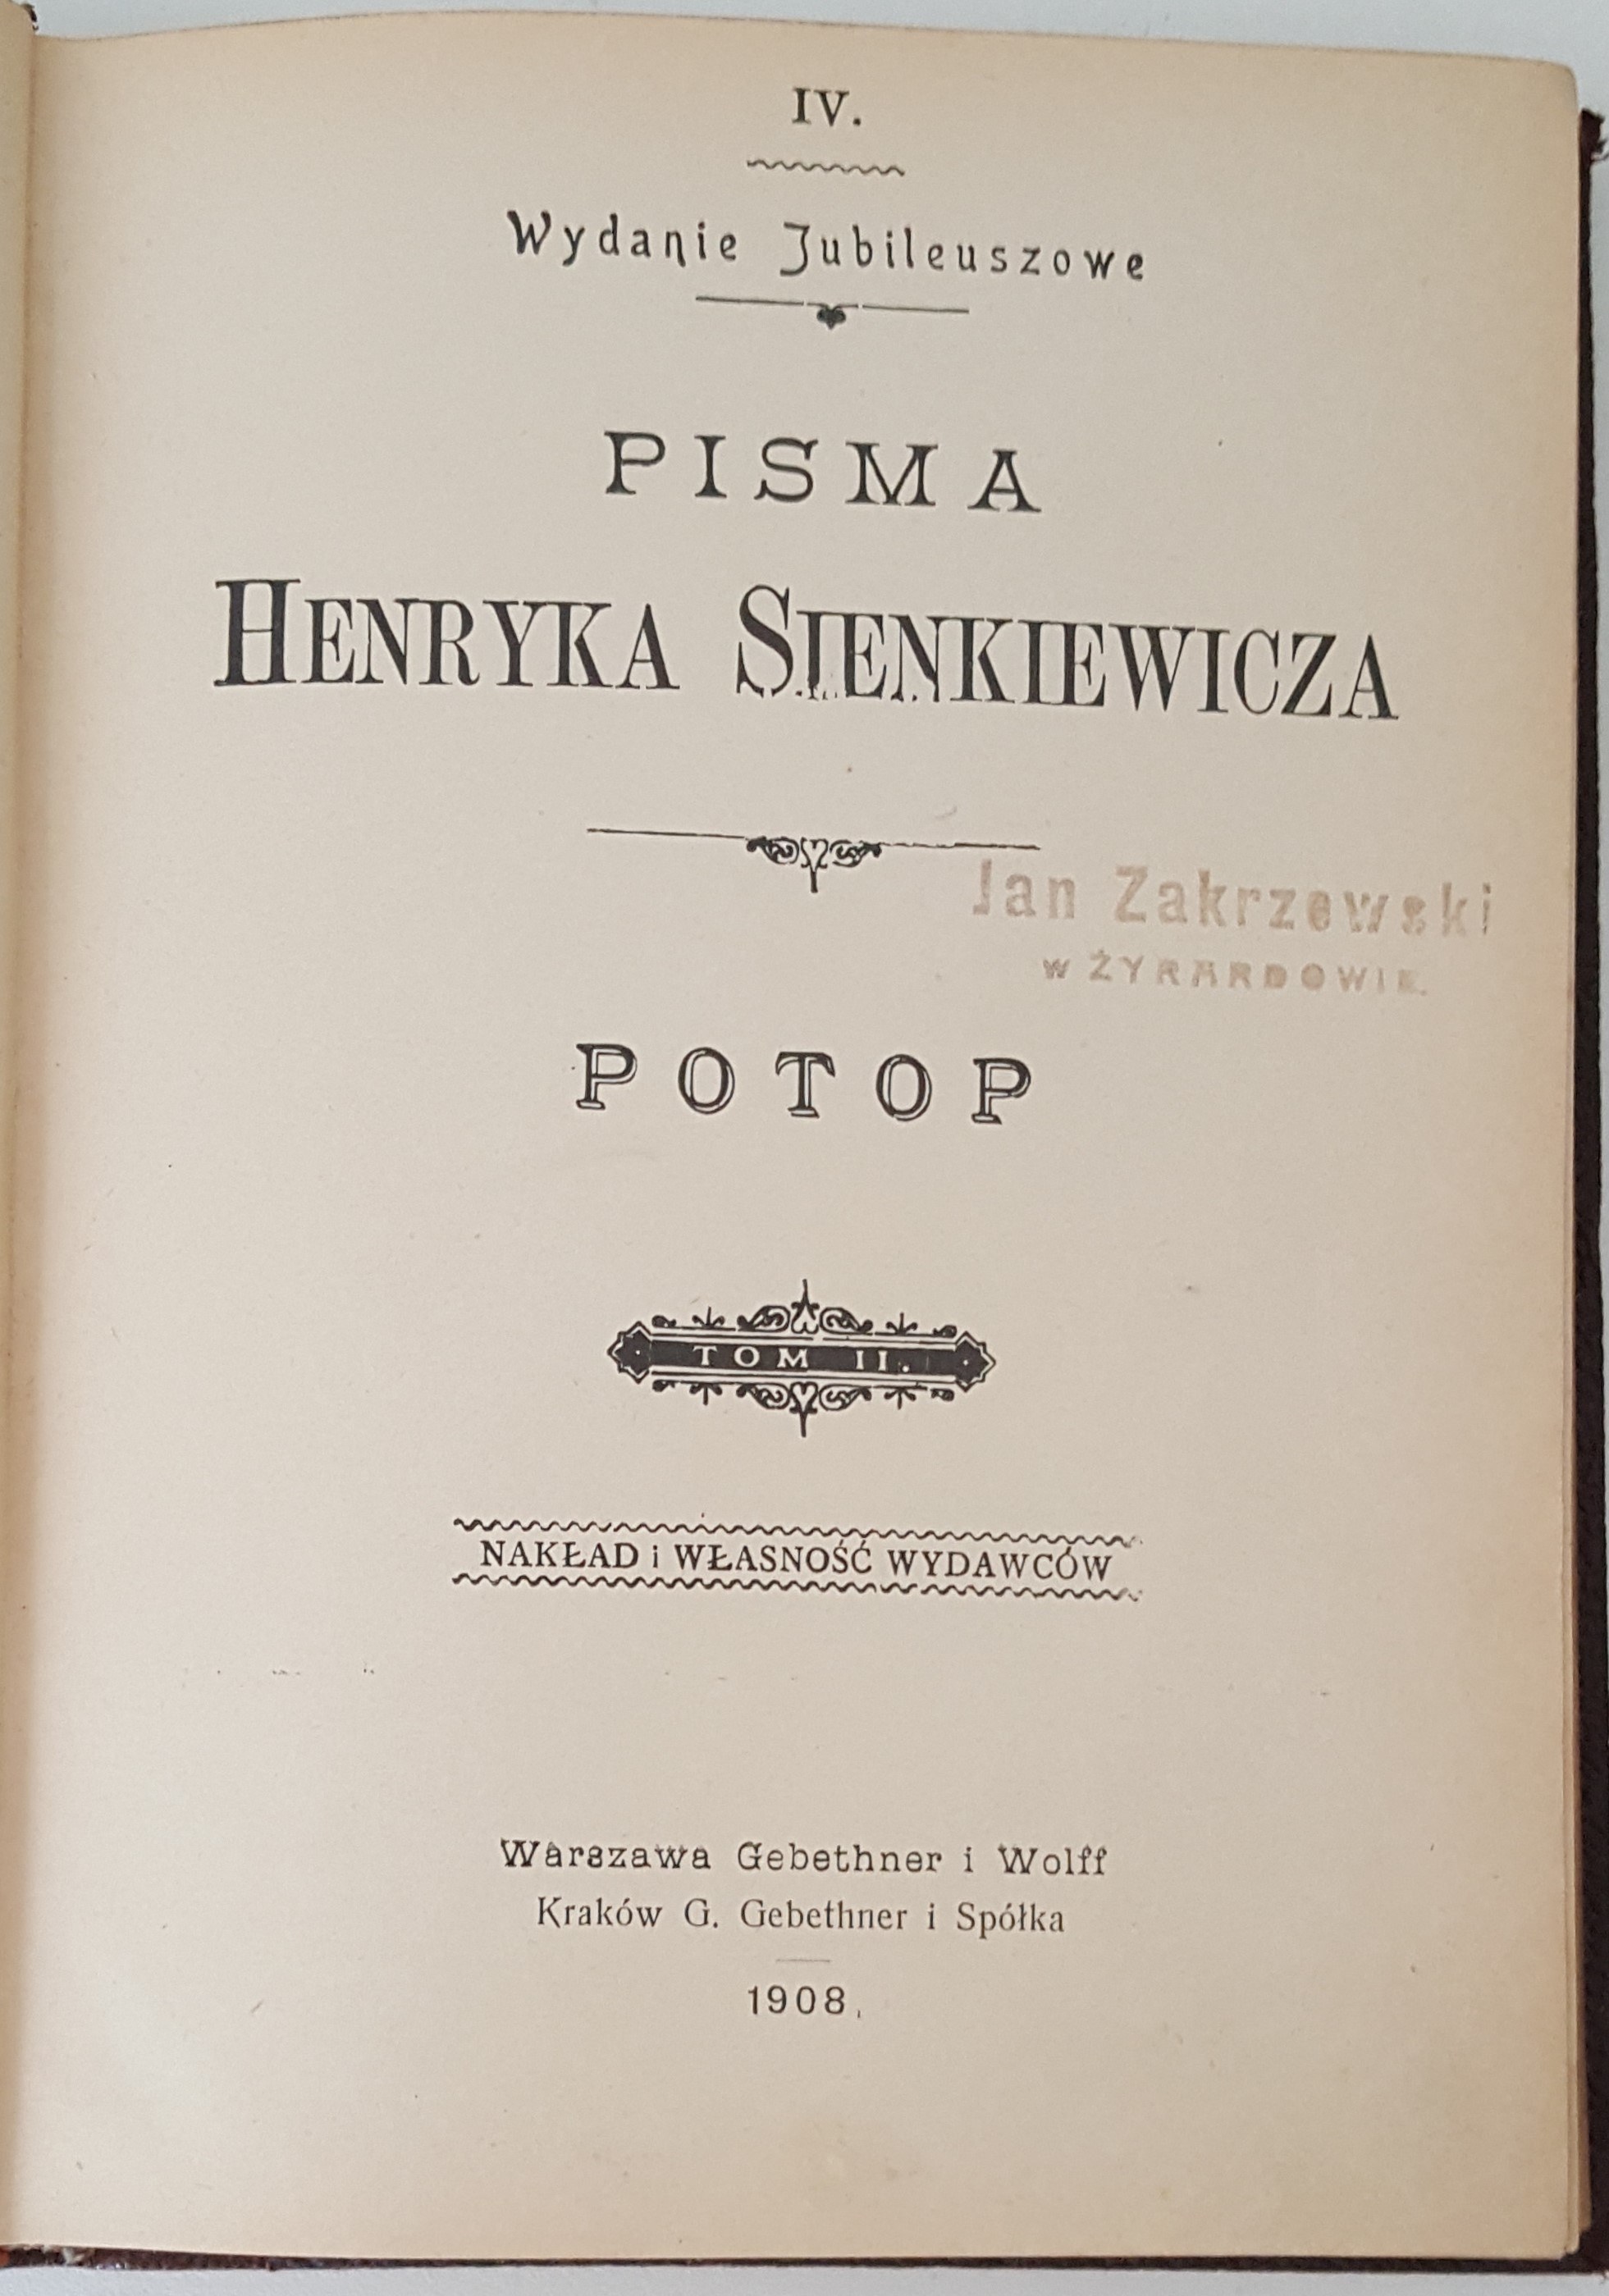 IV.
Wydanie Jubileuszowe
PISMA
HENRYKA SIENKIEWICZA
Jan Zakrzewski
w ŻYRARDOWIE.
POTOP
TOM II.
NAKŁAD i WŁASNOŚĆ WYDAWCÓW
Warszawa Gebethner i Wolff
Kraków G. Gebethner i Spółka
1908.